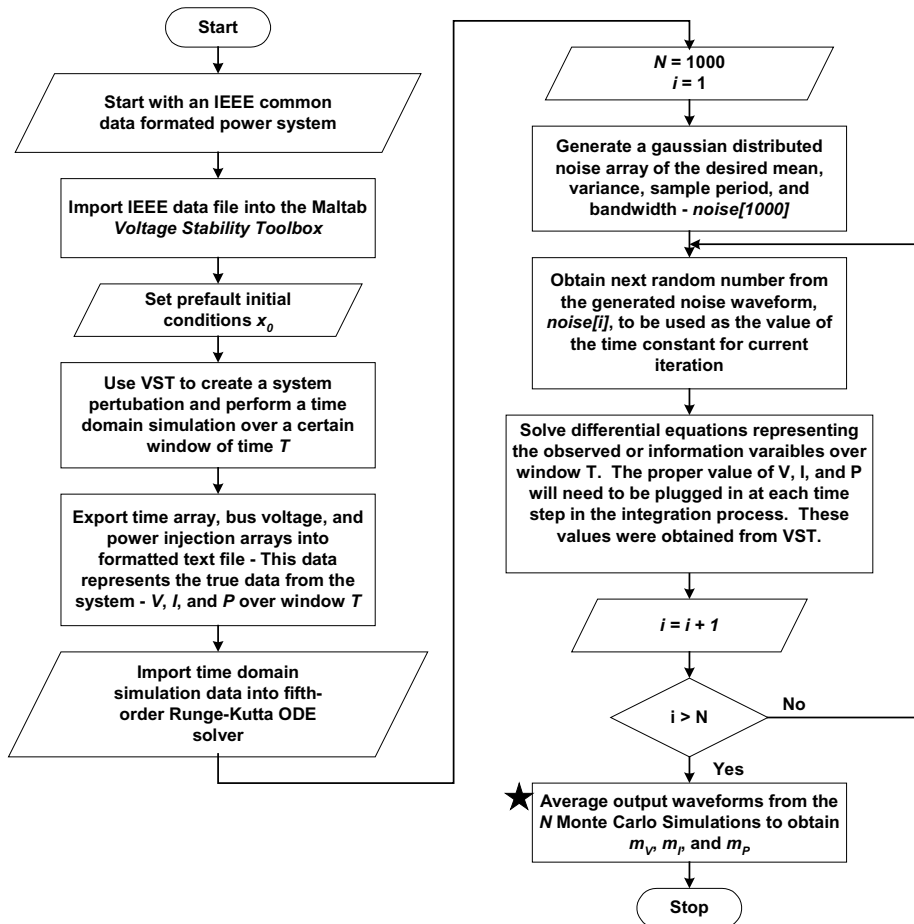 Start
Start with an IEEE common
data formated power system
Import IEEE data file into the Maltab
Voltage Stability Toolbox
Set prefault initial
conditions x0
Use VST to create a system
pertubation and perform a time
domain simulation over a certain
window of time T
Export time array, bus voltage, and
power injection arrays into
formatted text file - This data
represents the true data from the
system - V, I, and P over window T
Import time domain
simulation data into fifth-
order Runge-Kutta ODE
solver
N = 1000
i = 1
Generate a gaussian distributed
noise array of the desired mean,
variance, sample period, and
bandwidth - noise[1000]
Obtain next random number from
the generated noise waveform,
noise[i], to be used as the value of
the time constant for current
iteration
Solve differential equations representing
the observed or information varaibles over
window T.  The proper value of V, I, and P
will need to be plugged in at each time
step in the integration process.  These
values were obtained from VST.
i = i + 1
i > N
No
Yes
Average output waveforms from the
N Monte Carlo Simulations to obtain
mV, mI, and mP
Stop